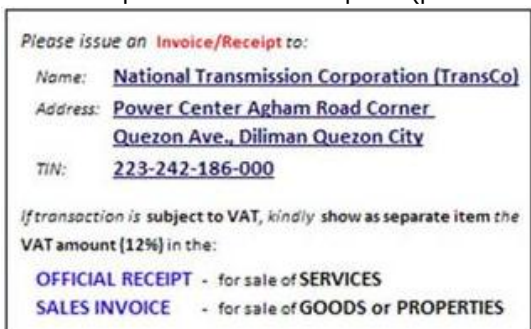 Please issue an Invoice/Receipt to:
Name: National Transmission Corporation (TransCo)
Address: Power Center Agham Road Corner
Quezon Ave., Diliman Quezon City
TIN: 223-242-186-000
If transaction is subject to VAT, kindly show as separate item the
VAT amount (12%) in the:
OFFICIAL RECEIPT - for sale of SERVICES
SALES INVOICE - for sale of GOODS or PROPERTIES